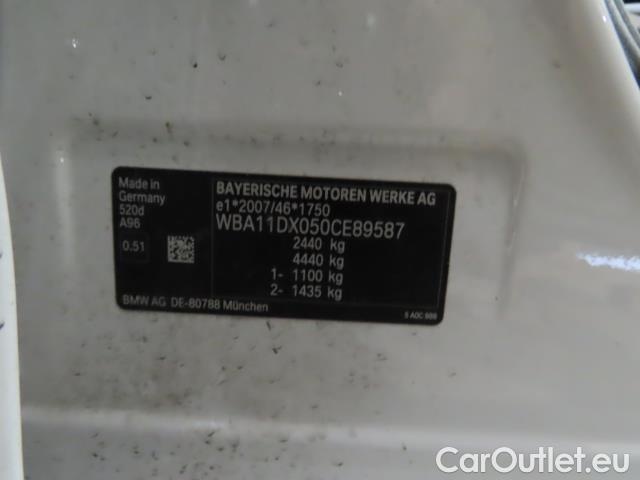 Made in
Germany
520d
A96
0.51
BAYERISCHE MOTOREN WERKE AG
e1*2007/46*1750
WBA11DX050CE89587
2440 kg
4440 kg
1- 1100 kg
2- 1435 kg
BMW AG DE-80788 München
CarOutlet.eu